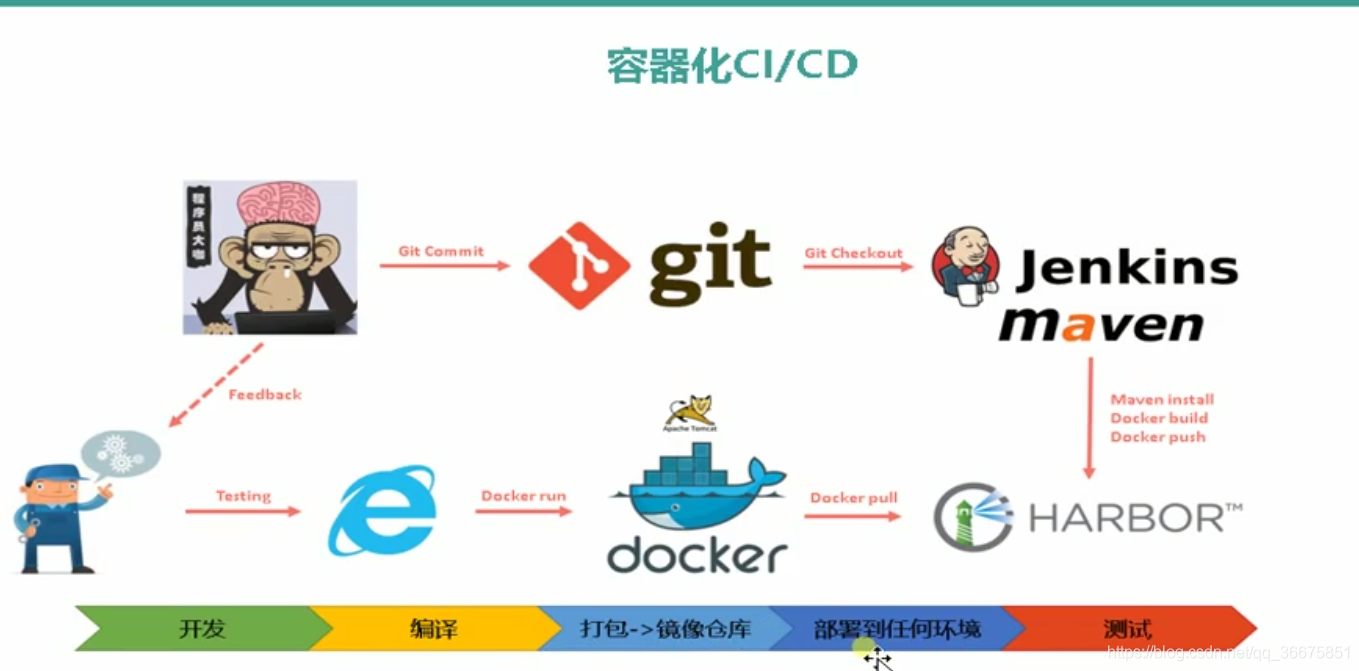 容器化CI/CD
程序员大咖
Git Commit
git
Git Checkout
Jenkins
maven
Feedback
Maven install
Docker build
Docker push
Apache Tomcat
Testing
Docker run
docker
Docker pull
HARBOR™
开发
编译
打包->镜像仓库
部署到任何环境
测试
https://blog.csdn.net/qq_36675851